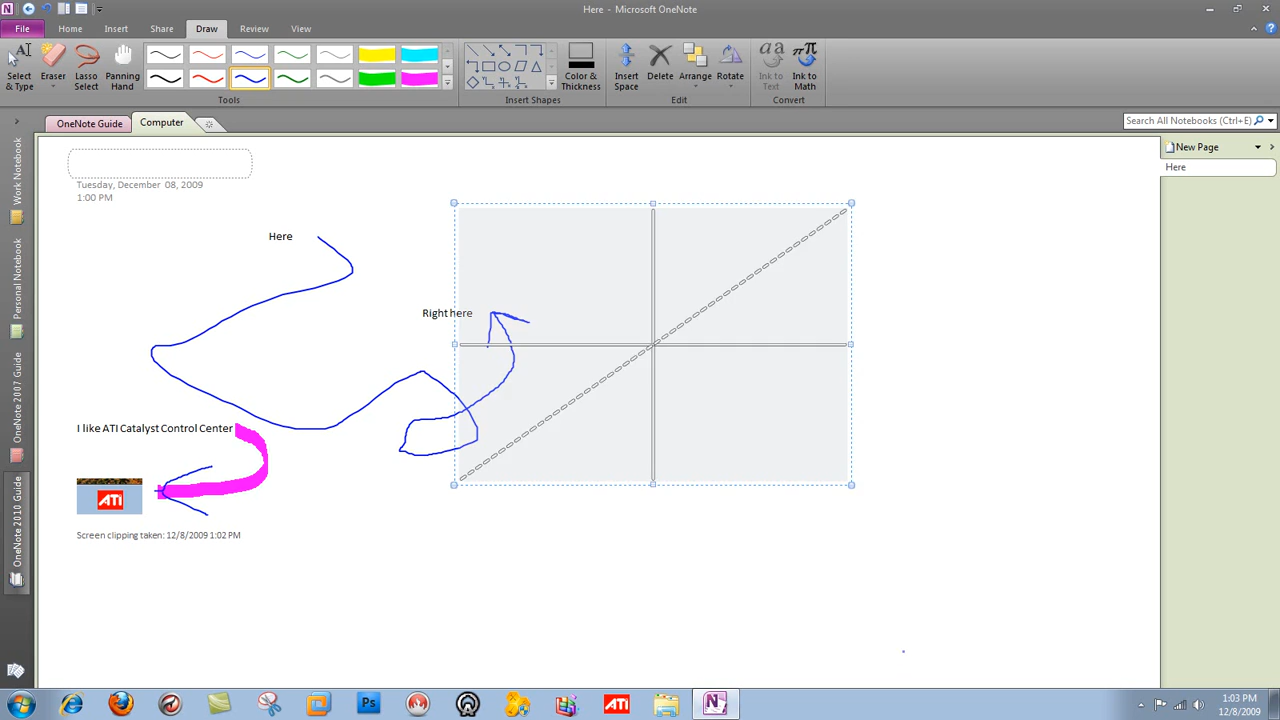 Here - Microsoft OneNote
File Home Insert Share Draw Review View
Select & Type
Eraser
Lasso Select
Panning Hand
Tools
Color & Thickness
Insert Shapes
Insert Space
Delete
Arrange
Rotate
Edit
Ink to Text
Ink to Math
Convert
OneNote Guide
Computer
Search All Notebooks (Ctrl+E)
New Page
Here
Work Notebook
Personal Notebook
OneNote 2007 Guide
OneNote 2010 Guide
Tuesday, December 08, 2009
1:00 PM
Here
Right here
I like ATI Catalyst Control Center
ATI
Screen clipping taken: 12/8/2009 1:02 PM
Ps
ATI
1:03 PM
12/8/2009